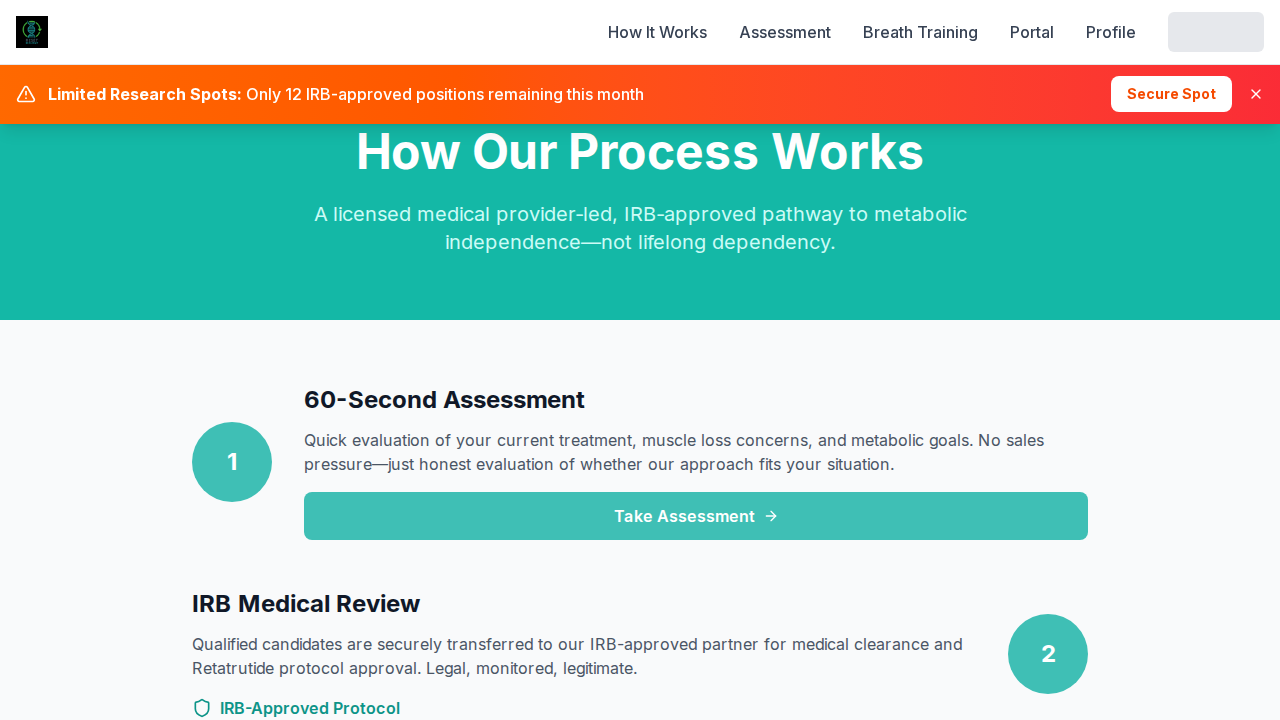 How It Works
Assessment
Breath Training
Portal
Profile
Limited Research Spots: Only 12 IRB-approved positions remaining this month
Secure Spot
How Our Process Works
A licensed medical provider-led, IRB-approved pathway to metabolic
independence—not lifelong dependency.
1
60-Second Assessment
Quick evaluation of your current treatment, muscle loss concerns, and metabolic goals. No sales
pressure—just honest evaluation of whether our approach fits your situation.
Take Assessment
IRB Medical Review
Qualified candidates are securely transferred to our IRB-approved partner for medical clearance and
Retatrutide protocol approval. Legal, monitored, legitimate.
IRB-Approved Protocol
2